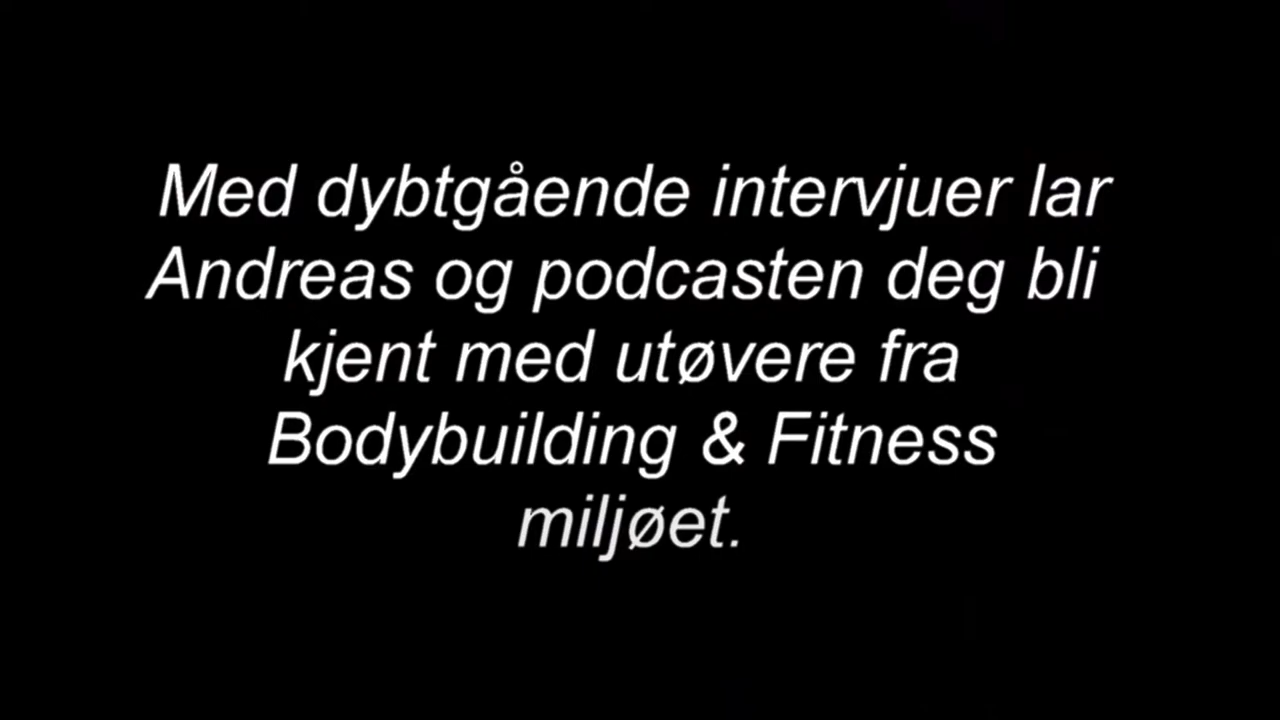 Med dybtgående intervjuer lar
Andreas og podcasten deg bli
kjent med utøvere fra
Bodybuilding & Fitness
miljøet.